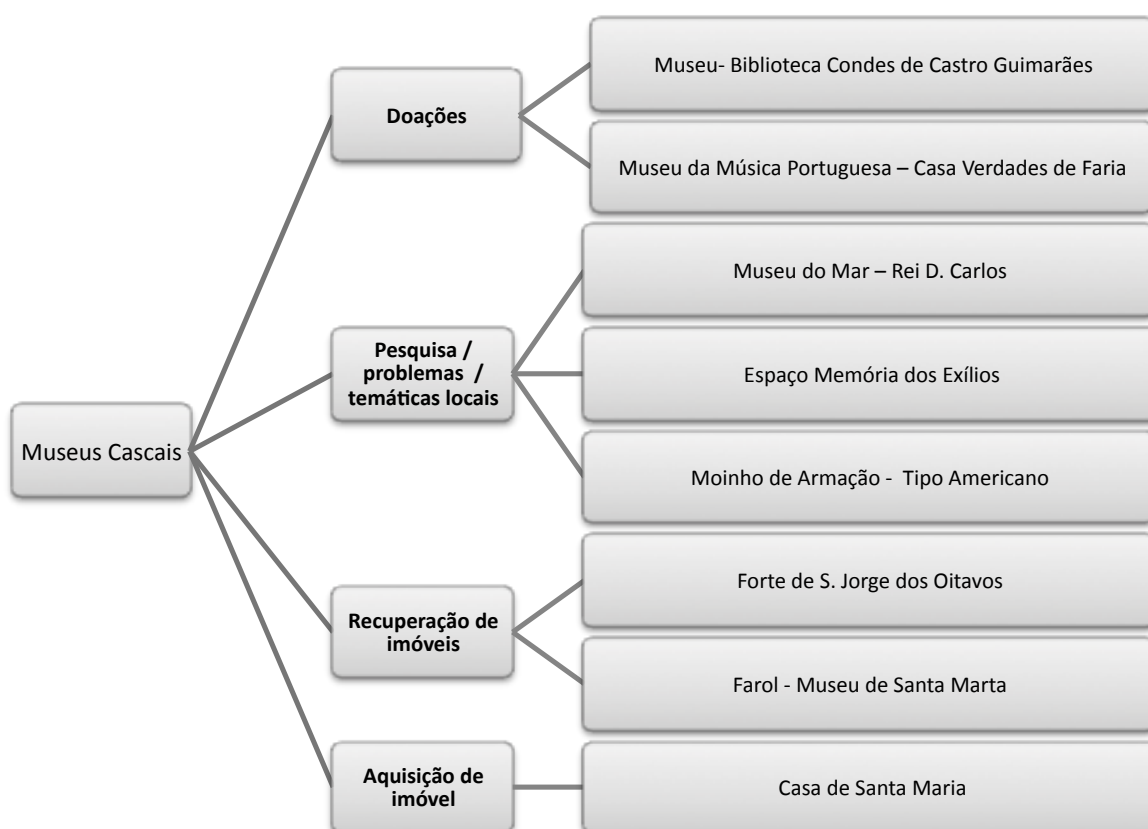 Museus Cascais
Doações
Museu- Biblioteca Condes de Castro Guimarães
Museu da Música Portuguesa – Casa Verdades de Faria
Pesquisa /
problemas /
temáticas locais
Museu do Mar – Rei D. Carlos
Espaço Memória dos Exílios
Moinho de Armação - Tipo Americano
Recuperação de
imóveis
Forte de S. Jorge dos Oitavos
Farol - Museu de Santa Marta
Aquisição de
imóvel
Casa de Santa Maria